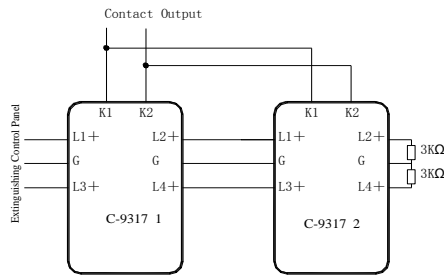 Contact Output
K1 K2 K1 K2
L1+ L2+ L1+ L2+
G G G G
L3+ L4+ L3+ L4+
3KΩ
3KΩ
C-9317 1
C-9317 2
Extinguishing Control Panel